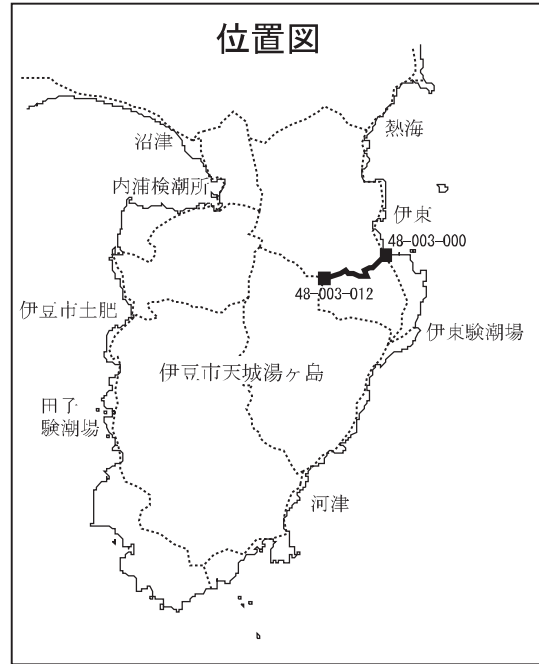 位置図
熱海
沼津
内浦検潮所
伊東
48-003-000
48-003-012
伊豆市土肥
伊東験潮場
伊豆市天城湯ヶ島
田子
験潮場
河津